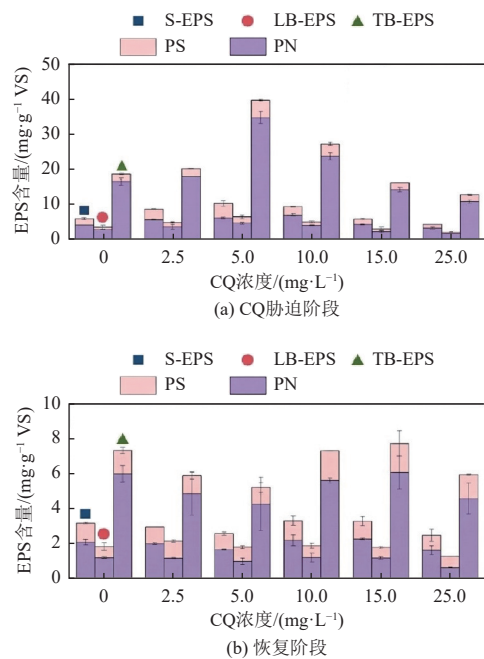 S-EPS LB-EPS TB-EPS
PS PN
50
40
30
20
10
0
EPS含量/(mg·g⁻¹ VS)
0 2.5 5.0 10.0 15.0 25.0
CQ浓度/(mg·L⁻¹)
(a) CQ胁迫阶段
S-EPS LB-EPS TB-EPS
PS PN
10
8
6
4
2
0
EPS含量/(mg·g⁻¹ VS)
0 2.5 5.0 10.0 15.0 25.0
CQ浓度/(mg·L⁻¹)
(b) 恢复阶段